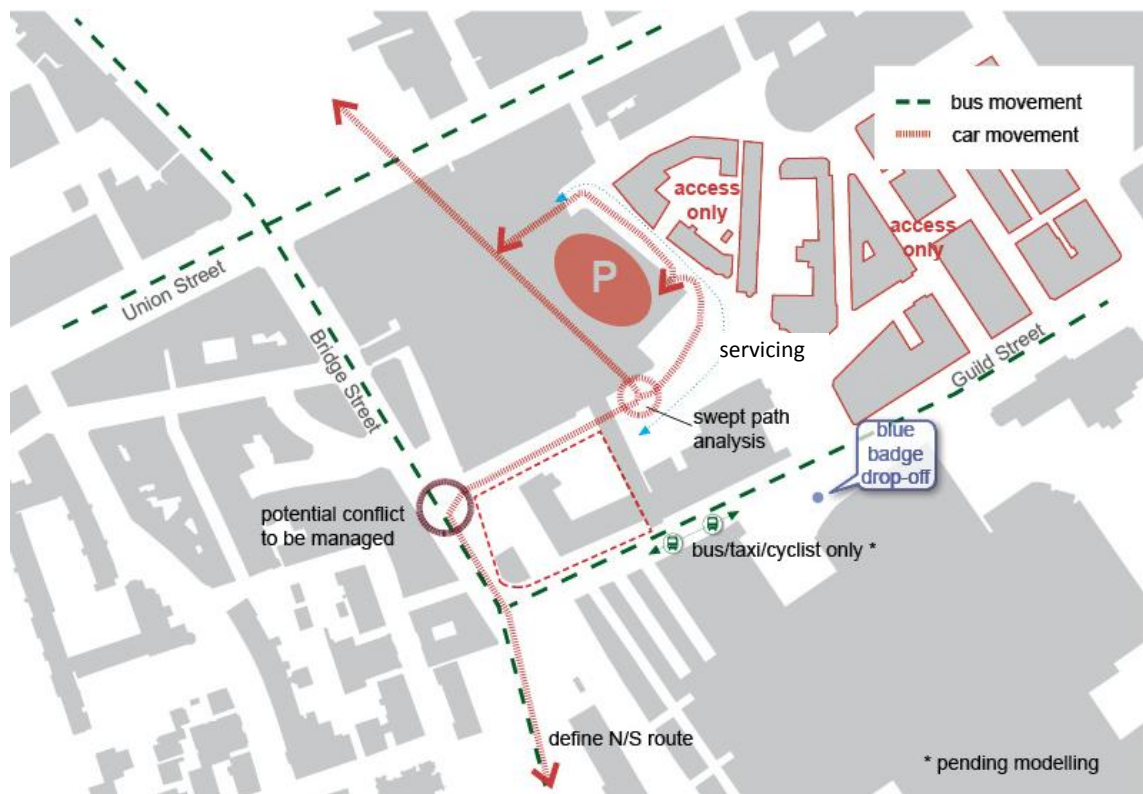 bus movement
car movement
access
only
access
only
P
Union Street
Bridge Street
servicing
Guild Street
swept path
analysis
blue
badge
drop-off
potential conflict
to be managed
bus/taxi/cyclist only *
define N/S route
* pending modelling